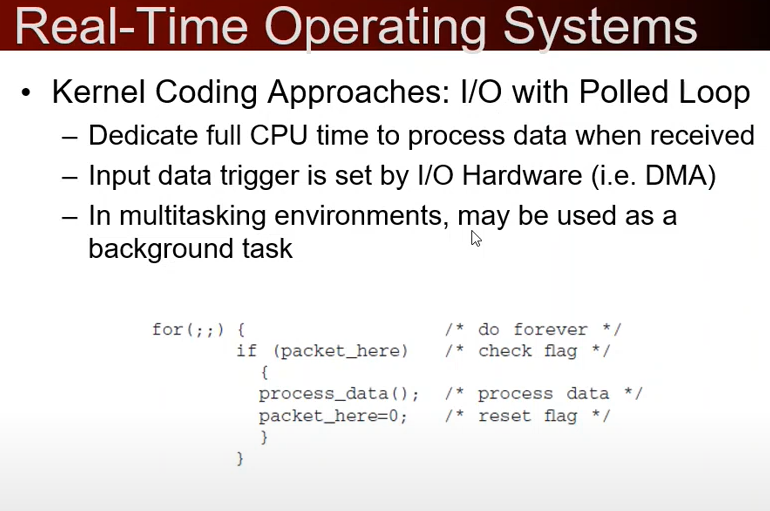 Real-Time Operating Systems
• Kernel Coding Approaches: I/O with Polled Loop
– Dedicate full CPU time to process data when received
– Input data trigger is set by I/O Hardware (i.e. DMA)
– In multitasking environments, may be used as a
background task
for(;;) { /* do forever */
if (packet_here) /* check flag */
{
process_data(); /* process data */
packet_here=0; /* reset flag */
}
}